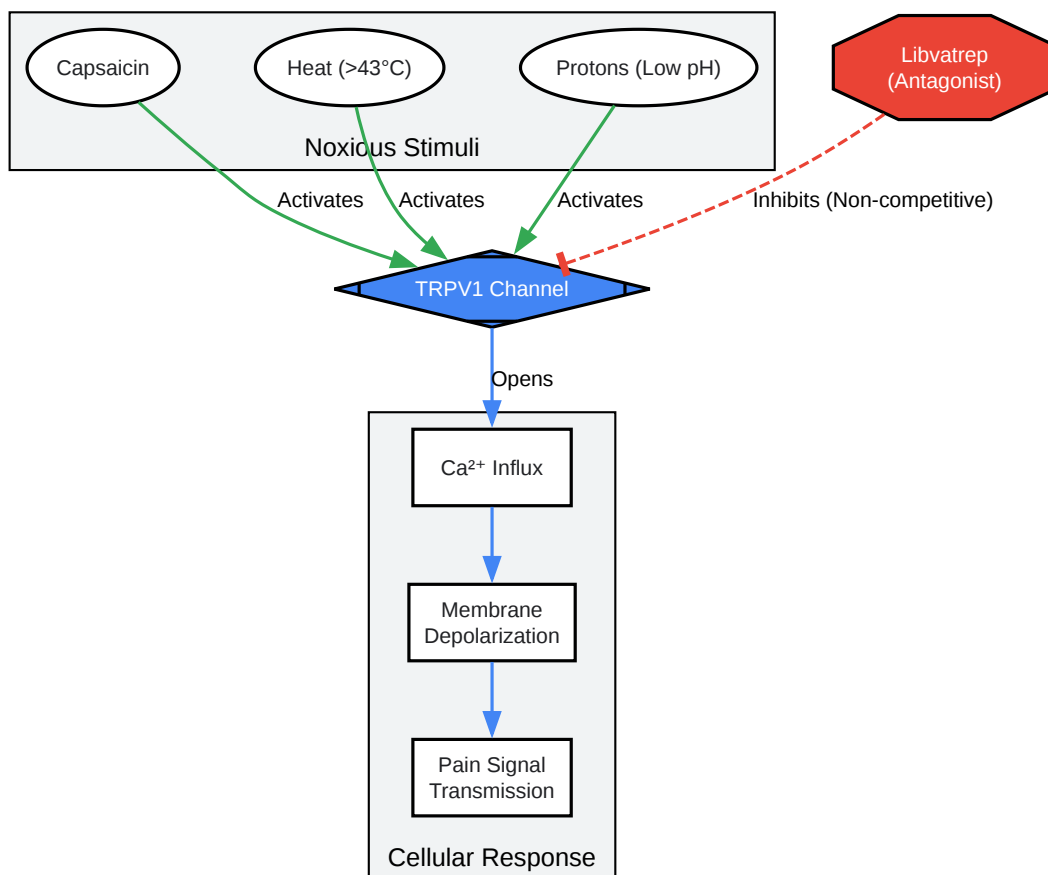 Capsaicin
Heat (>43°C)
Protons (Low pH)
Libvatrep
(Antagonist)
Noxious Stimuli
Activates
Activates
Activates
Inhibits (Non-competitive)
TRPV1 Channel
Opens
Ca²⁺ Influx
Membrane
Depolarization
Pain Signal
Transmission
Cellular Response